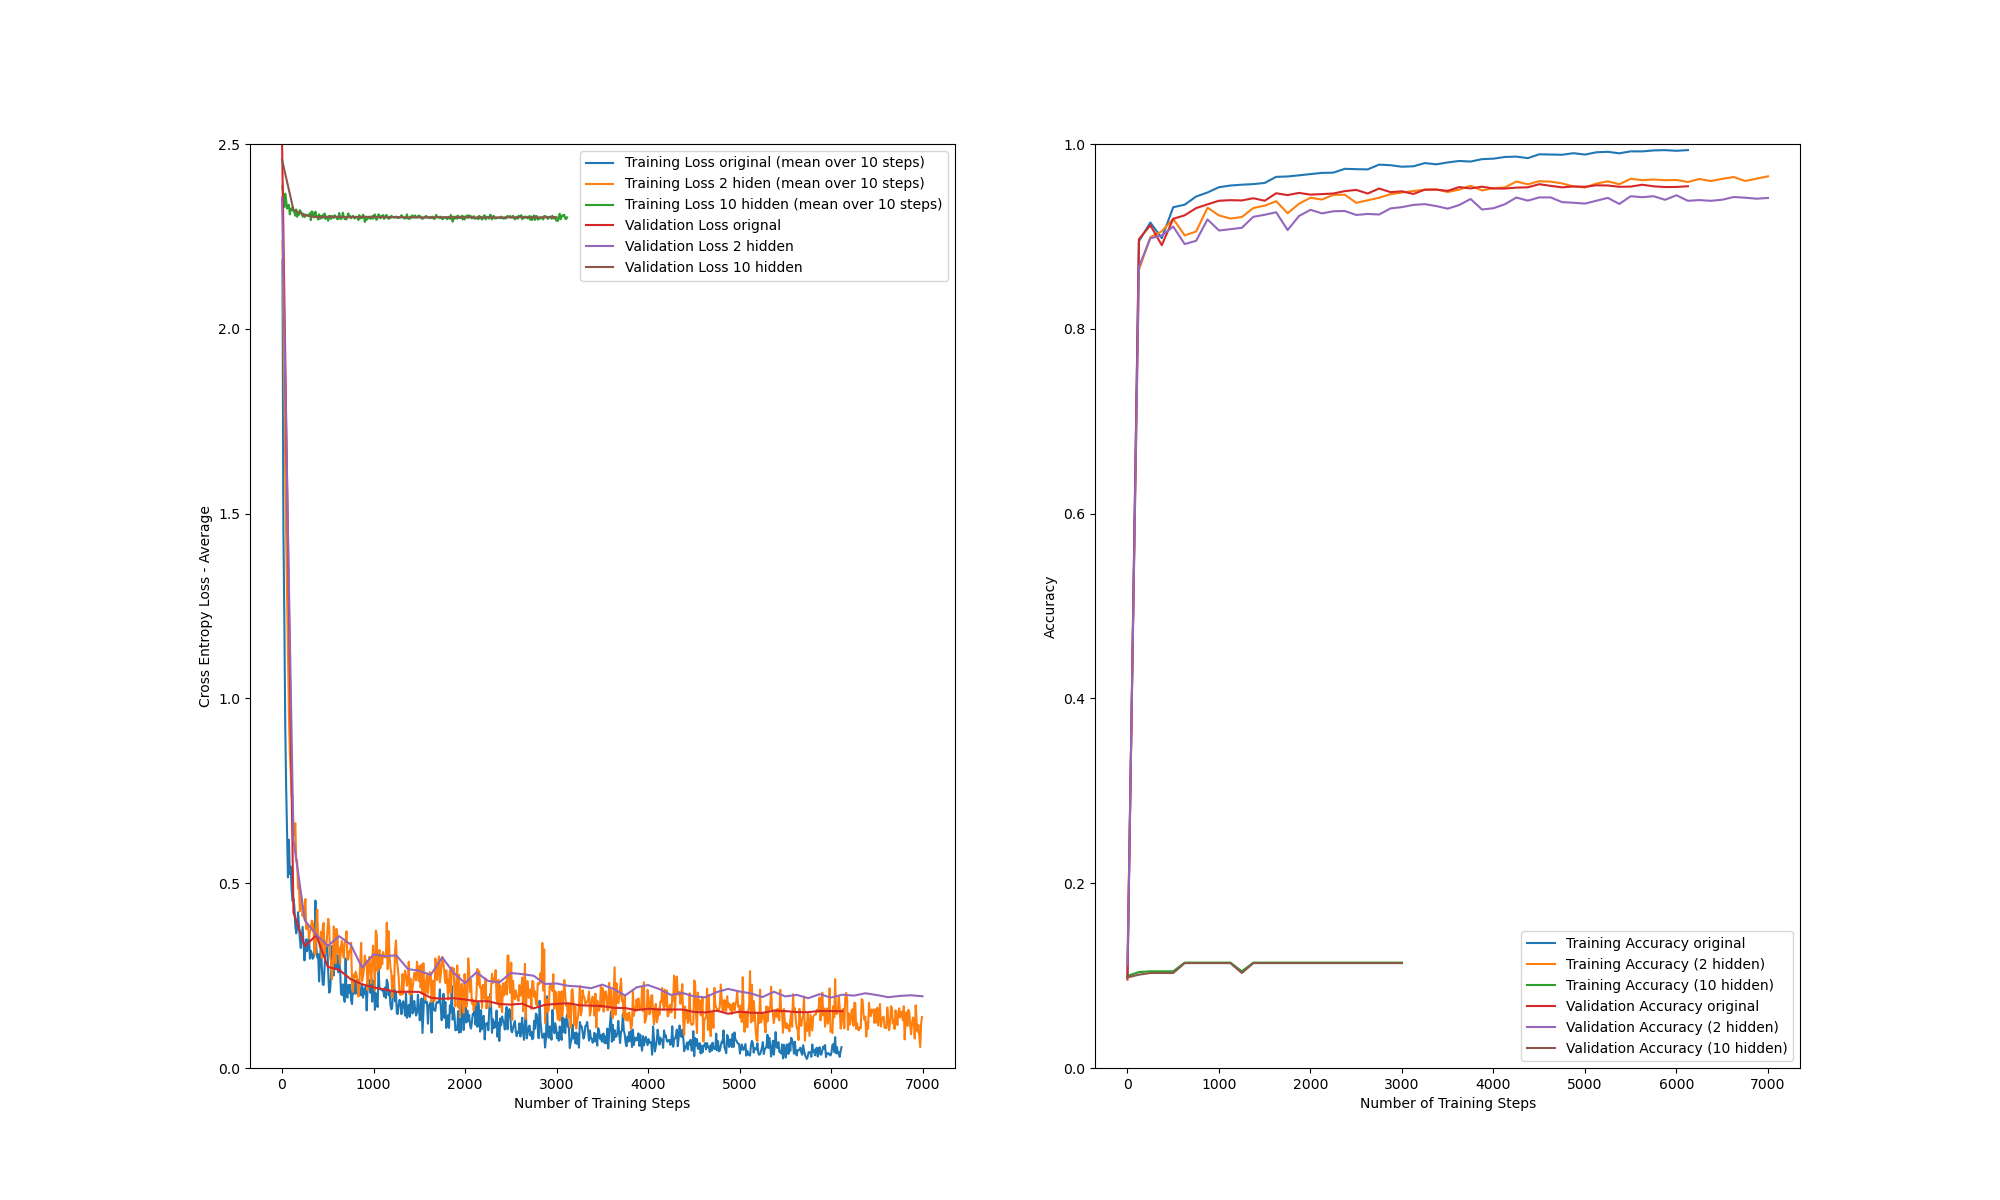 2.5
2.0
1.5
1.0
0.5
0.0
Cross Entropy Loss - Average
0 1000 2000 3000 4000 5000 6000 7000
Number of Training Steps
Training Loss original (mean over 10 steps)
Training Loss 2 hiden (mean over 10 steps)
Training Loss 10 hidden (mean over 10 steps)
Validation Loss orignal
Validation Loss 2 hidden
Validation Loss 10 hidden
1.0
0.8
0.6
0.4
0.2
0.0
Accuracy
0 1000 2000 3000 4000 5000 6000 7000
Number of Training Steps
Training Accuracy original
Training Accuracy (2 hidden)
Training Accuracy (10 hidden)
Validation Accuracy original
Validation Accuracy (2 hidden)
Validation Accuracy (10 hidden)